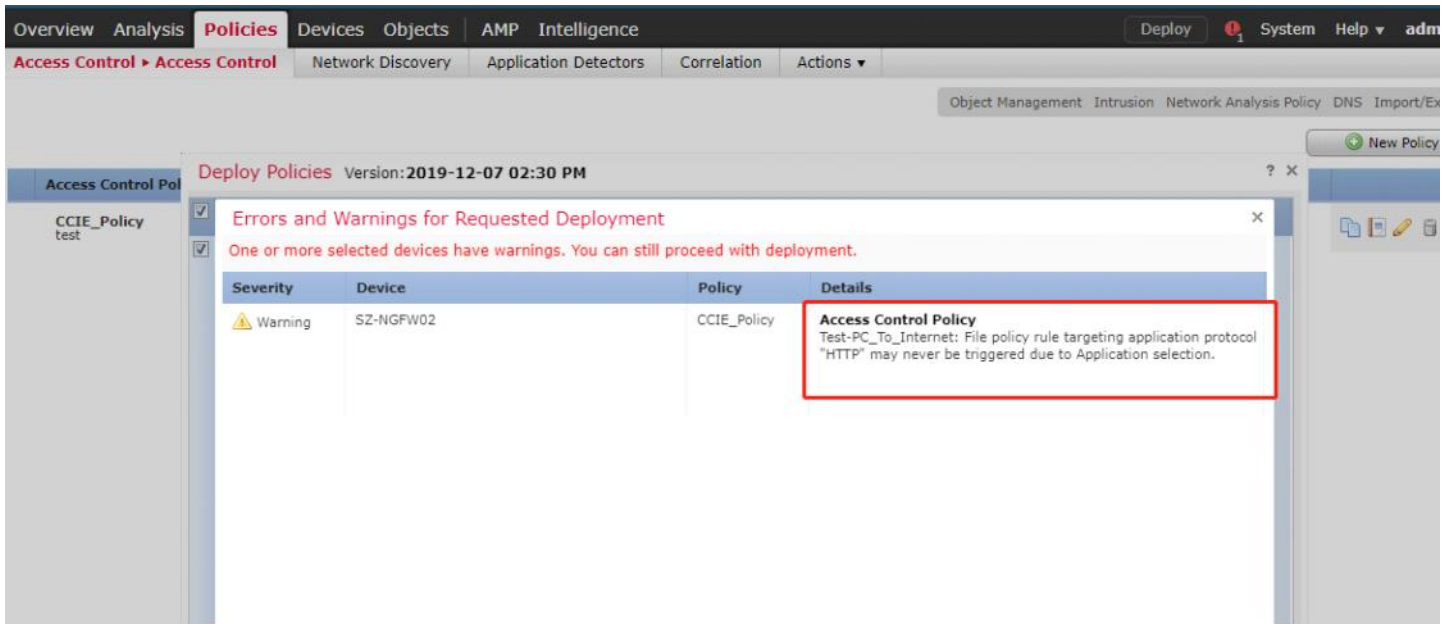 Overview Analysis Policies Devices Objects AMP Intelligence Deploy 1 System Help ▾ adm
Access Control ▸ Access Control Network Discovery Application Detectors Correlation Actions ▾
Object Management Intrusion Network Analysis Policy DNS Import/Ex
New Policy
Deploy Policies Version:2019-12-07 02:30 PM ? ×
Access Control Pol
Errors and Warnings for Requested Deployment ×
CCIE_Policy
test
One or more selected devices have warnings. You can still proceed with deployment.
Severity Device Policy Details
Warning SZ-NGFW02 CCIE_Policy Access Control Policy
Test-PC_To_Internet: File policy rule targeting application protocol
"HTTP" may never be triggered due to Application selection.